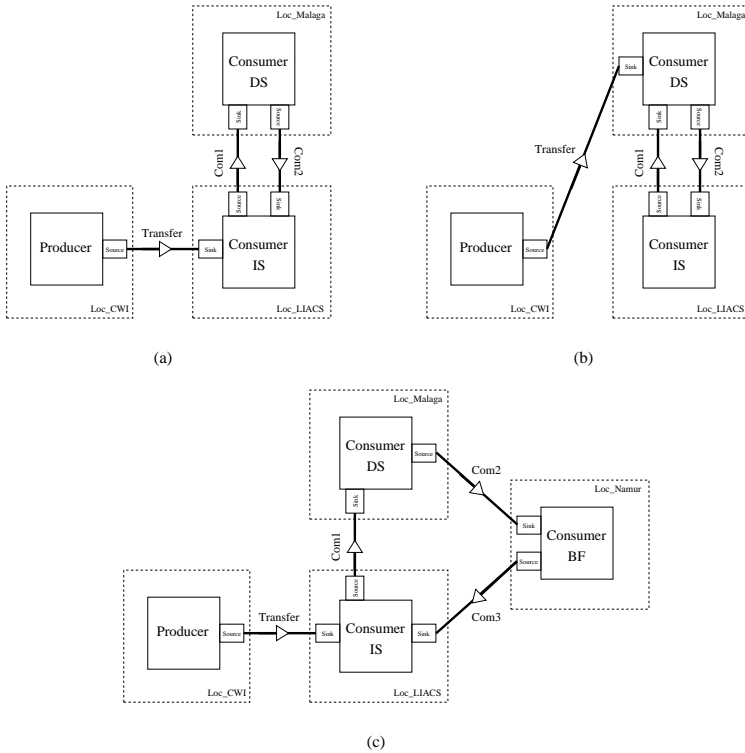 Loc_Malaga
Consumer
DS
Sink
Source
Com1
Com2
Source
Sink
Producer
Source
Transfer
Sink
Consumer
IS
Loc_CWI
Loc_LIACS
(a)
Loc_Malaga
Sink
Consumer
DS
Sink
Source
Transfer
Com1
Com2
Source
Sink
Producer
Source
Consumer
IS
Loc_CWI
Loc_LIACS
(b)
Loc_Malaga
Consumer
DS
Source
Sink
Com2
Loc_Namur
Sink
Consumer
BF
Source
Com1
Com3
Source
Producer
Source
Transfer
Sink
Consumer
IS
Sink
Loc_CWI
Loc_LIACS
(c)